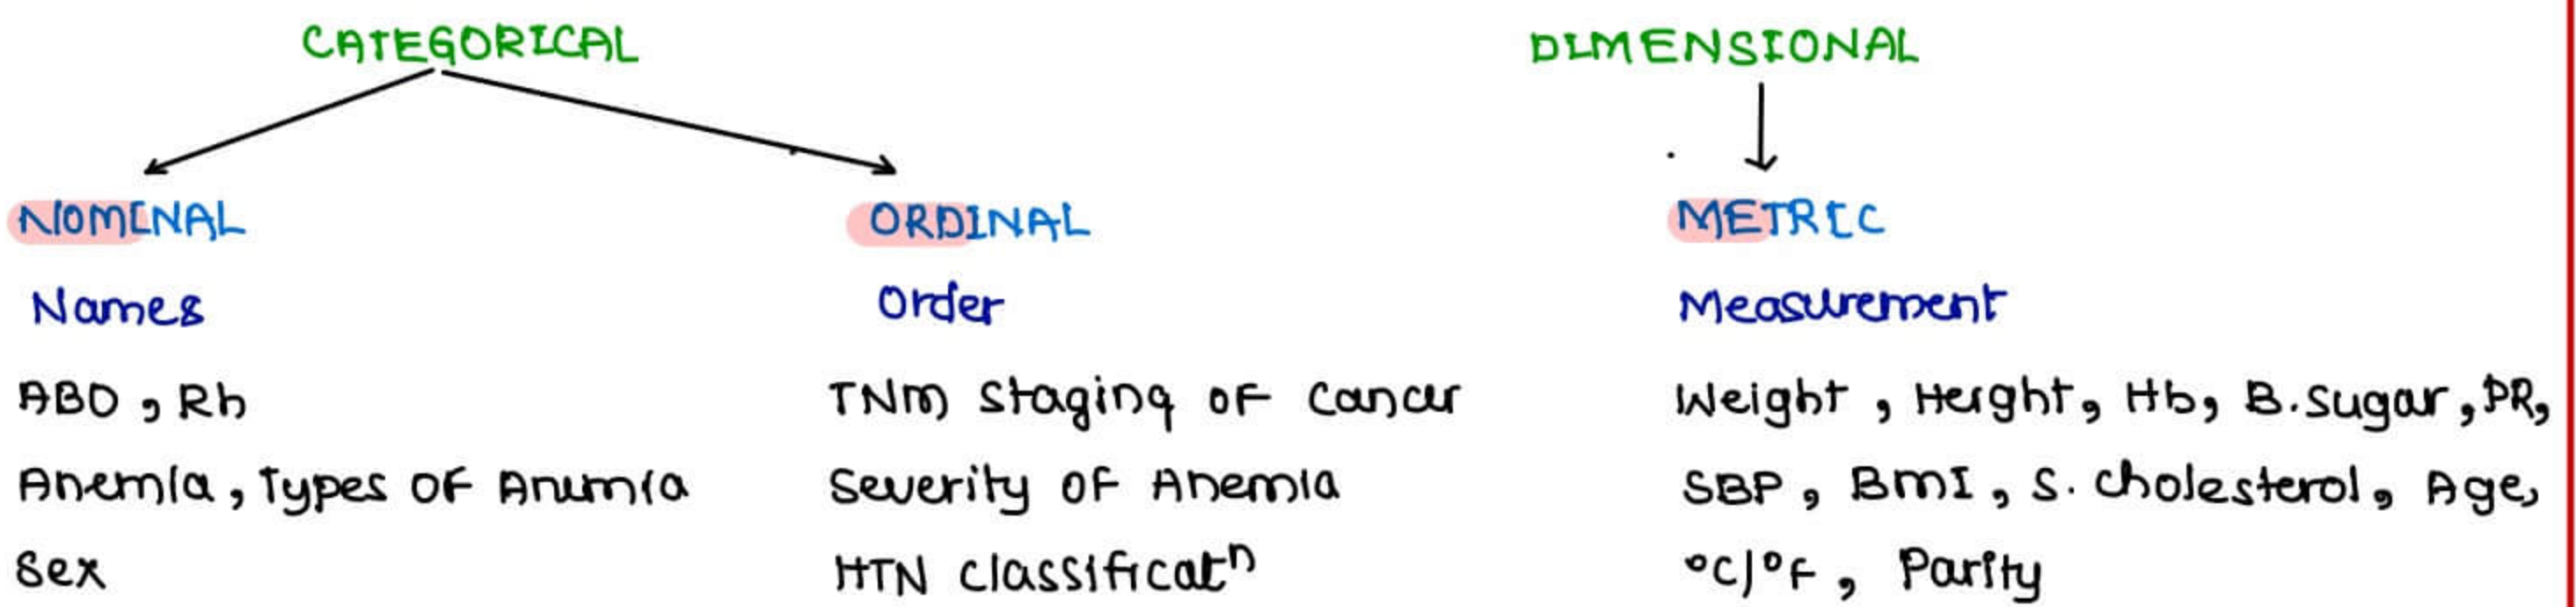 CATEGORICAL
DIMENSIONAL
NOMINAL
ORDINAL
METRIC
Names
Order
Measurement
ABO, Rh
TNM staging OF Cancer
Weight, Height, Hb, B.sugar, PR,
Anemia, Types OF Anemia
Severity OF Anemia
SBP, BMI, S. cholesterol, Age,
Sex
HTN classificatⁿ
°C/°F, Parity